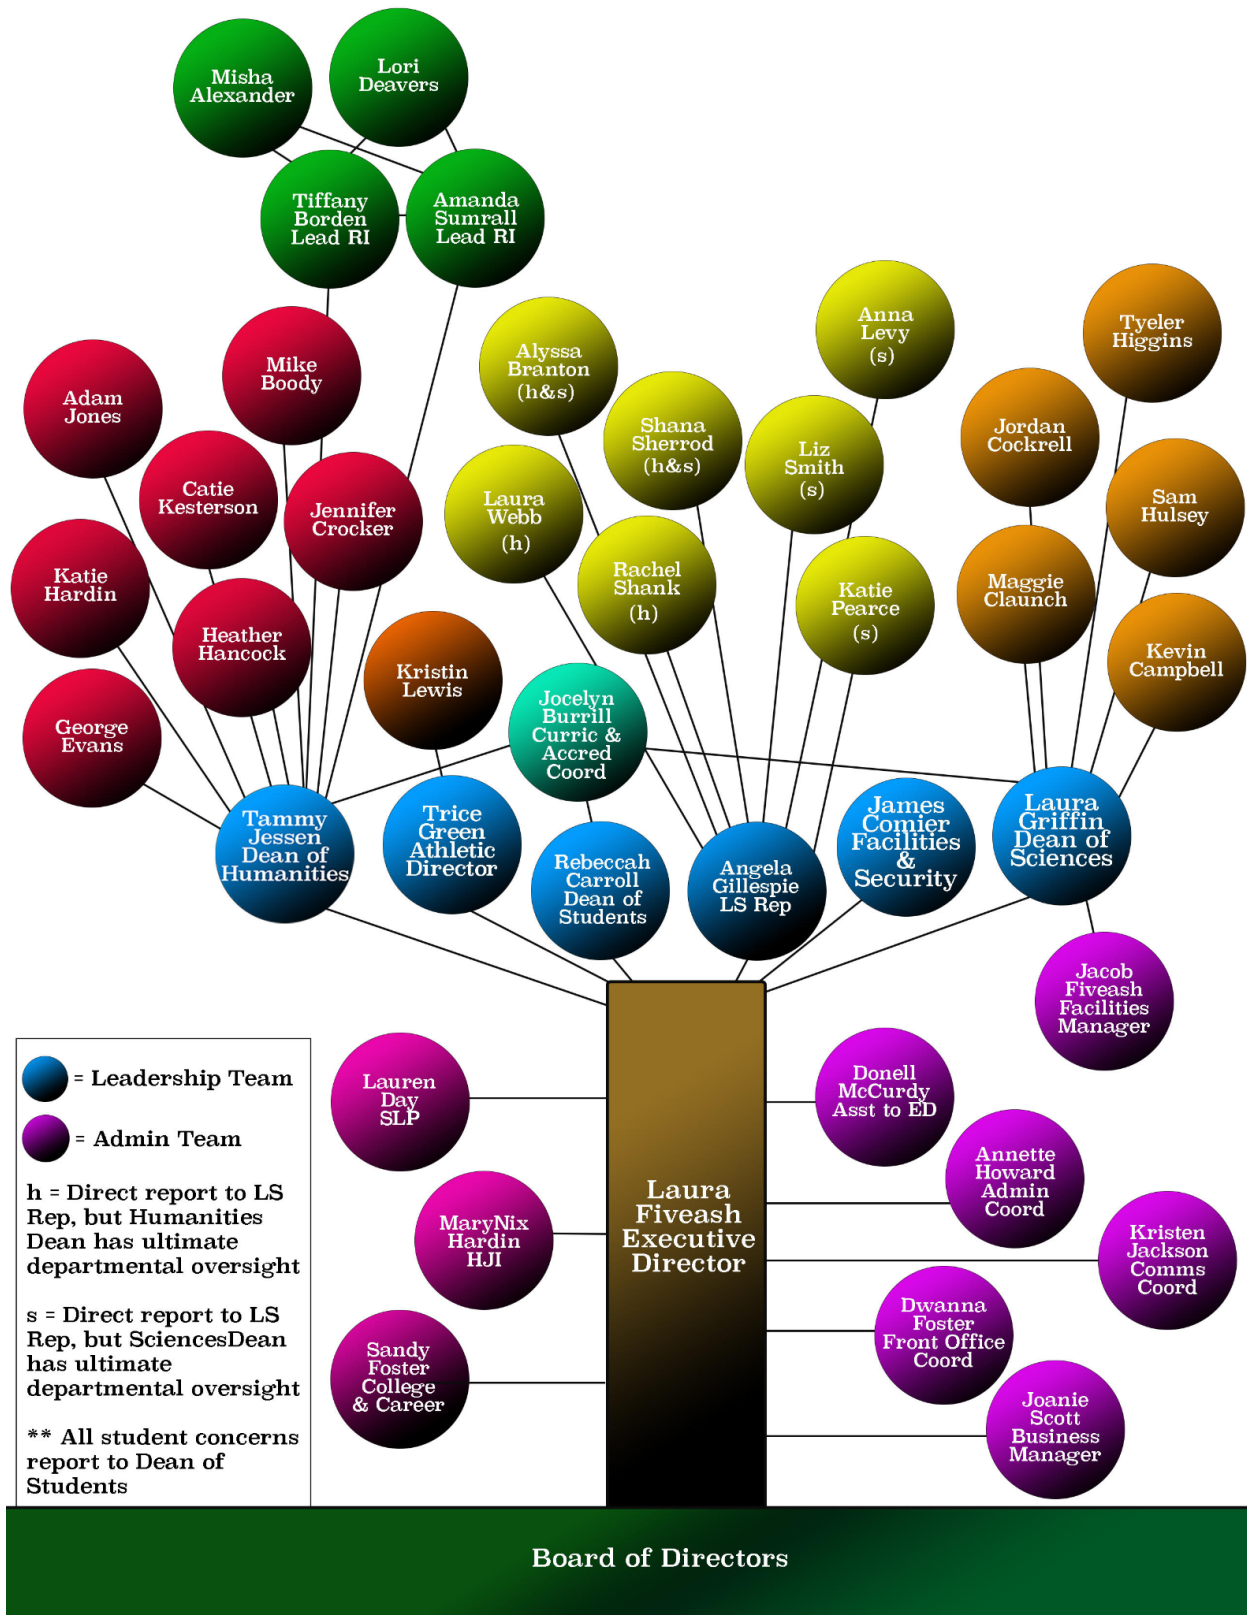 Misha
Alexander
Lori
Deavers
Tiffany
Borden
Lead RI
Amanda
Sumrall
Lead RI
Adam
Jones
Mike
Boody
Catie
Kesterson
Jennifer
Crocker
Katie
Hardin
Heather
Hancock
George
Evans
Alyssa
Branton
(h&s)
Shana
Sherrod
(h&s)
Anna
Levy
(s)
Liz
Smith
(s)
Laura
Webb
(h)
Rachel
Shank
(h)
Katie
Pearce
(s)
Tyeler
Higgins
Jordan
Cockrell
Sam
Hulsey
Maggie
Claunch
Kevin
Campbell
Kristin
Lewis
Jocelyn
Burrill
Curric &
Accred
Coord
Tammy
Jessen
Dean of
Humanities
Trice
Green
Athletic
Director
Rebeccah
Carroll
Dean of
Students
Angela
Gillespie
LS Rep
James
Comier
Facilities
&
Security
Laura
Griffin
Dean of
Sciences
Jacob
Fiveash
Facilities
Manager
= Leadership Team
= Admin Team
h = Direct report to LS
Rep, but Humanities
Dean has ultimate
departmental oversight
s = Direct report to LS
Rep, but SciencesDean
has ultimate
departmental oversight
** All student concerns
report to Dean of
Students
Lauren
Day
SLP
MaryNix
Hardin
HJI
Sandy
Foster
College
& Career
Laura
Fiveash
Executive
Director
Donell
McCurdy
Asst to ED
Annette
Howard
Admin
Coord
Kristen
Jackson
Comms
Coord
Dwanna
Foster
Front Office
Coord
Joanie
Scott
Business
Manager
Board of Directors